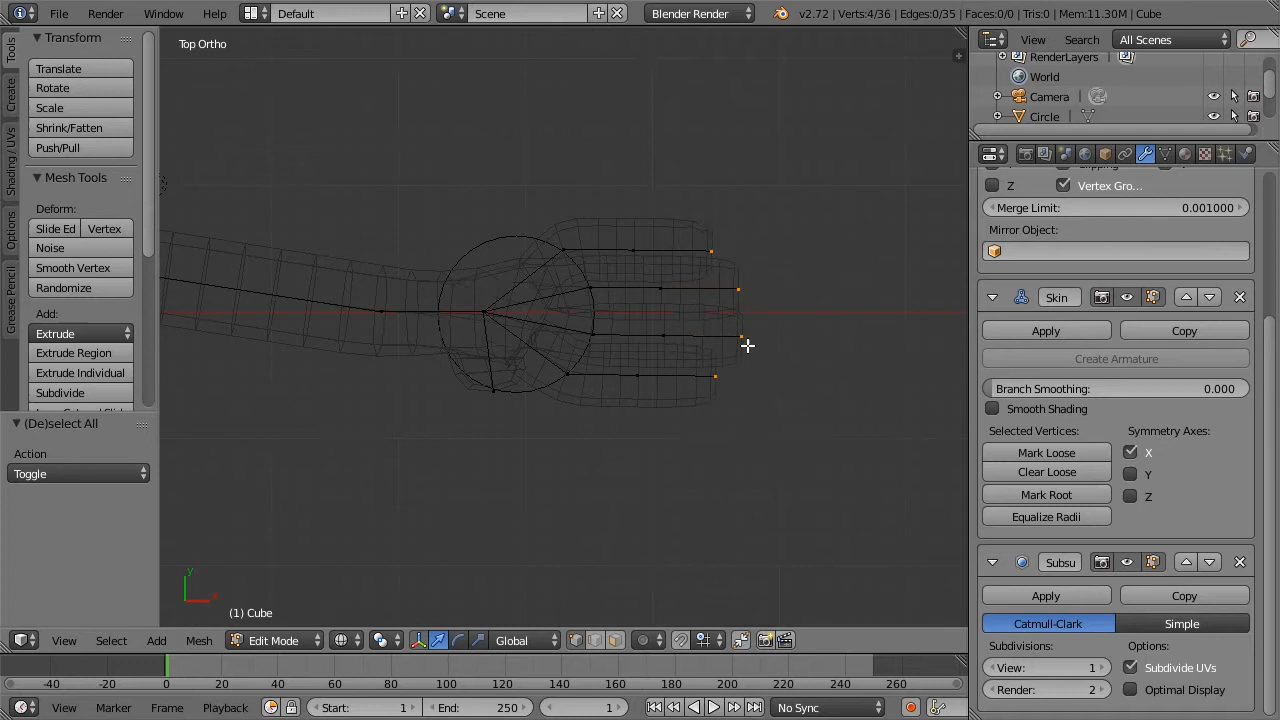 File Render Window Help Default Scene Blender Render v2.72 | Verts:4/36 | Edges:0/35 | Faces:0/0 | Tris:0 | Mem:11.30M | Cube
Tools
Create
Shading / UVs
Options
Grease Pencil
Transform
Translate
Rotate
Scale
Shrink/Fatten
Push/Pull
Mesh Tools
Deform:
Slide Ed Vertex
Noise
Smooth Vertex
Randomize
Add:
Extrude
Extrude Region
Extrude Individual
Subdivide
(De)select All
Action
Toggle
Top Ortho
y
x
(1) Cube
View Search All Scenes
RenderLayers
World
Camera
Circle
Z Vertex Gro...
Merge Limit: 0.001000
Mirror Object:
Skin
Apply Copy
Create Armature
Branch Smoothing: 0.000
Smooth Shading
Selected Vertices: Symmetry Axes:
Mark Loose X
Clear Loose Y
Mark Root Z
Equalize Radii
Subsu
Apply Copy
Catmull-Clark Simple
Subdivisions: Options:
View: 1 Subdivide UVs
Render: 2 Optimal Display
View Select Add Mesh Edit Mode Global
-40 -20 0 20 40 60 80 100 120 140 160 180 200 220 240 260
View Marker Frame Playback Start: 1 End: 250 1 No Sync